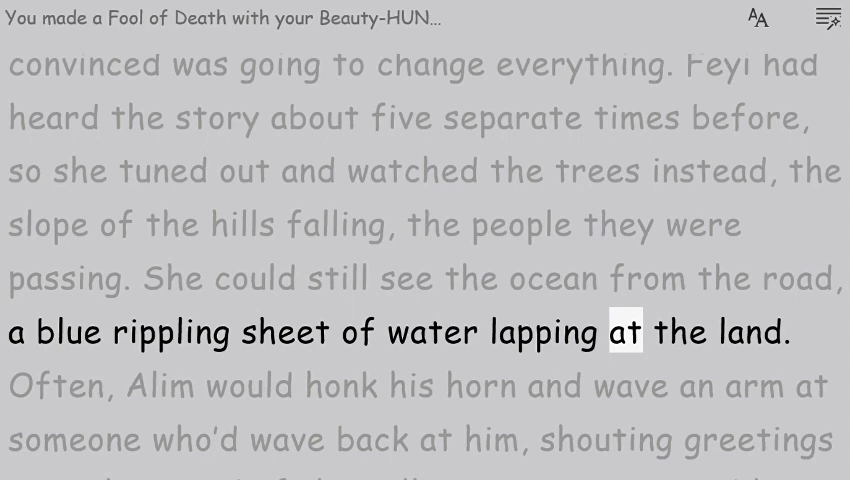 You made a Fool of Death with your Beauty-HUN...
convinced was going to change everything. Feyi had
heard the story about five separate times before,
so she tuned out and watched the trees instead, the
slope of the hills falling, the people they were
passing. She could still see the ocean from the road,
a blue rippling sheet of water lapping at the land.
Often, Alim would honk his horn and wave an arm at
someone who'd wave back at him, shouting greetings